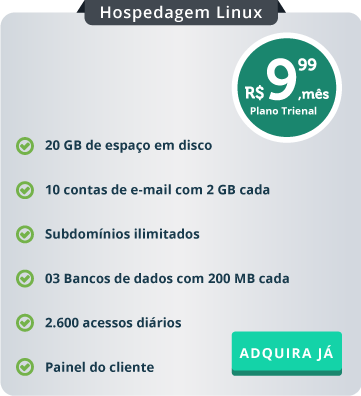 Hospedagem Linux
R$ 9,99
,mês
Plano Trienal
20 GB de espaço em disco
10 contas de e-mail com 2 GB cada
Subdomínios ilimitados
03 Bancos de dados com 200 MB cada
2.600 acessos diários
ADQUIRA JÁ
Painel do cliente